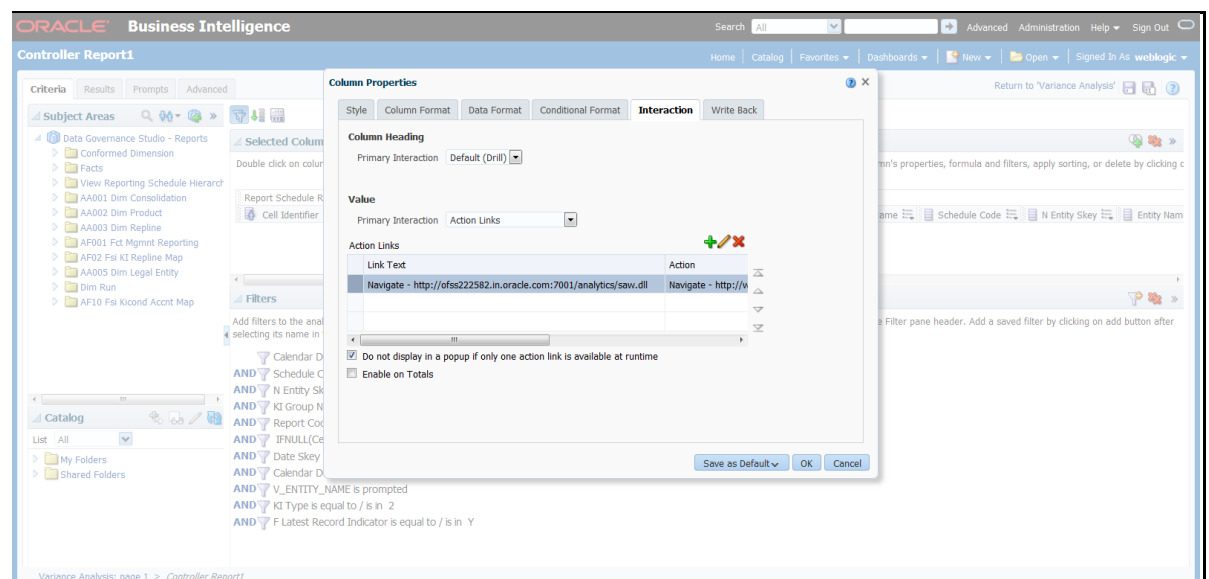 ORACLE Business Intelligence
Search All Advanced Administration Help Sign Out
Controller Report1
Home Catalog Favorites Dashboards New Open Signed In As weblogic
Criteria Results Prompts Advanced
Return to 'Variance Analysis'
Subject Areas
Data Governance Studio - Reports
Conformed Dimension
Facts
View Reporting Schedule Hierarch
AA001 Dim Consolidation
AA002 Dim Product
AA003 Dim Repline
AF001 Fct Mgmnt Reporting
AF02 Fsi KI Repline Map
AA005 Dim Legal Entity
Dim Run
AF10 Fsi Kicond Accnt Map
Catalog
List All
My Folders
Shared Folders
Selected Colum
Double click on colur
mn's properties, formula and filters, apply sorting, or delete by clicking c
Report Schedule R
Cell Identifier
ame Schedule Code N Entity Skey Entity Nam
Filters
Add filters to the anal
e Filter pane header. Add a saved filter by clicking on add button after
selecting its name in
Calendar D
AND Schedule C
AND N Entity Sk
AND KI Group N
AND Report Coc
AND IFNULL(Ce
AND Date Skey
AND Calendar D
AND V_ENTITY_NAME is prompted
AND KI Type is equal to / is in 2
AND F Latest Record Indicator is equal to / is in Y
Column Properties
Style Column Format Data Format Conditional Format Interaction Write Back
Column Heading
Primary Interaction Default (Drill)
Value
Primary Interaction Action Links
Action Links
Link Text Action
Navigate - http://ofss222582.in.oracle.com:7001/analytics/saw.dll Navigate - http://w
Do not display in a popup if only one action link is available at runtime
Enable on Totals
Save as Default OK Cancel
Variance Analysis: page 1 > Controller Report1